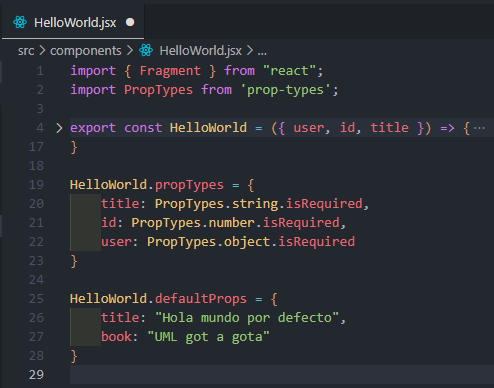 HelloWorld.jsx
src > components > HelloWorld.jsx > ...
1 import { Fragment } from "react";
2 import PropTypes from 'prop-types';
3
4 export const HelloWorld = ({ user, id, title }) => {···
17 }
18
19 HelloWorld.propTypes = {
20 title: PropTypes.string.isRequired,
21 id: PropTypes.number.isRequired,
22 user: PropTypes.object.isRequired
23 }
24
25 HelloWorld.defaultProps = {
26 title: "Hola mundo por defecto",
27 book: "UML got a gota"
28 }
29